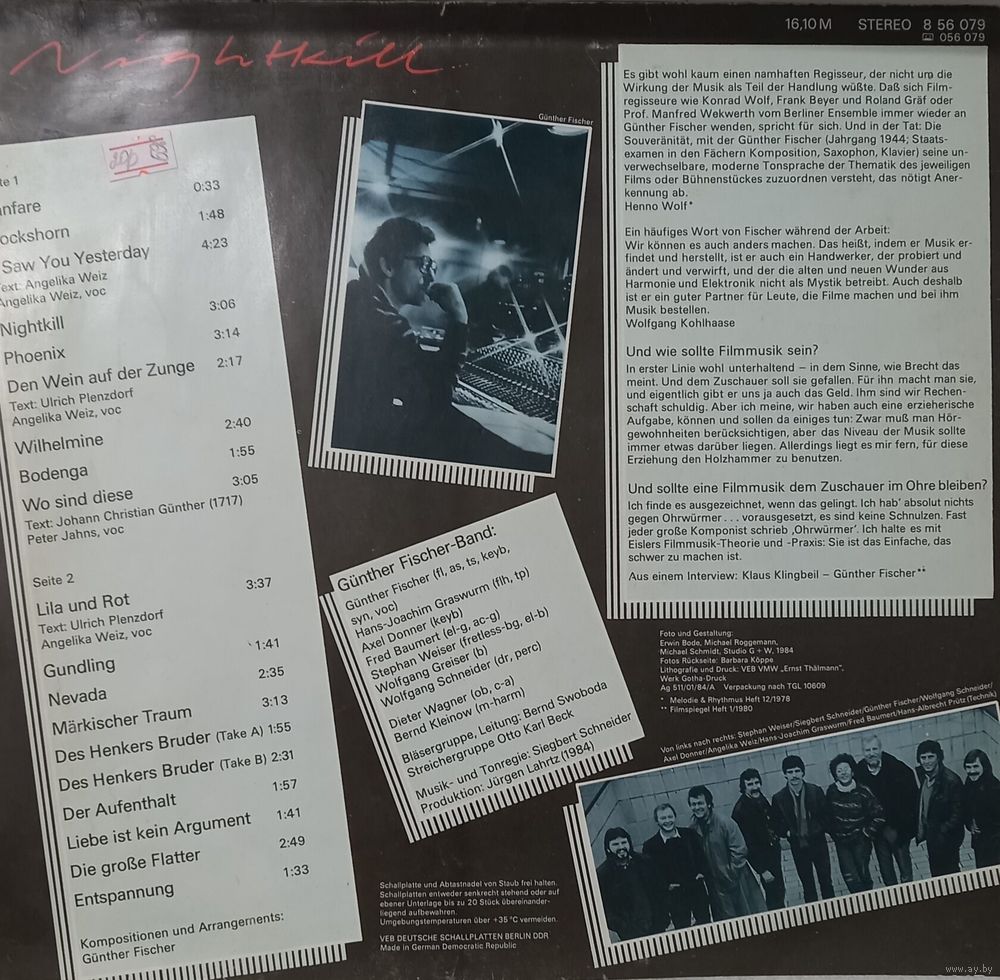 Nightkill
16,10 M STEREO 8 56 079
056 079
te 1
nfare 0:33
ockshorn 1:48
Saw You Yesterday 4:23
ext: Angelika Weiz
Angelika Weiz, voc
Nightkill 3:06
Phoenix 3:14
Den Wein auf der Zunge 2:17
Text: Ulrich Plenzdorf
Angelika Weiz, voc
Wilhelmine 2:40
Bodenga 1:55
Wo sind diese 3:05
Text: Johann Christian Günther (1717)
Peter Jahns, voc
Seite 2
Lila und Rot 3:37
Text: Ulrich Plenzdorf
Angelika Weiz, voc
Gundling 1:41
Nevada 2:35
Märkischer Traum 3:13
Des Henkers Bruder (Take A) 1:55
Des Henkers Bruder (Take B) 2:31
Der Aufenthalt 1:57
Liebe ist kein Argument 1:41
Die große Flatter 2:49
Entspannung 1:33
Kompositionen und Arrangements:
Günther Fischer
Günther Fischer
Günther Fischer-Band:
Günther Fischer (fl, as, ts, keyb,
syn, voc)
Hans-Joachim Graswurm (flh, tp)
Axel Donner (keyb)
Fred Baumert (el-g, ac-g)
Stephan Weiser (fretless-bg, el-b)
Wolfgang Greiser (b)
Wolfgang Schneider (dr, perc)
Dieter Wagner (ob, c-a)
Bernd Kleinow (m-harm)
Bläsergruppe, Leitung: Bernd Swoboda
Streichergruppe Otto Karl Beck
Musik- und Tonregie: Siegbert Schneider
Produktion: Jürgen Lahrtz (1984)
Es gibt wohl kaum einen namhaften Regisseur, der nicht um die
Wirkung der Musik als Teil der Handlung wüßte. Daß sich Film-
regisseure wie Konrad Wolf, Frank Beyer und Roland Gräf oder
Prof. Manfred Wekwerth vom Berliner Ensemble immer wieder an
Günther Fischer wenden, spricht für sich. Und in der Tat: Die
Souveränität, mit der Günther Fischer (Jahrgang 1944; Staats-
examen in den Fächern Komposition, Saxophon, Klavier) seine un-
verwechselbare, moderne Tonsprache der Thematik des jeweiligen
Films oder Bühnenstückes zuzuordnen versteht, das nötigt Aner-
kennung ab.
Henno Wolf*
Ein häufiges Wort von Fischer während der Arbeit:
Wir können es auch anders machen. Das heißt, indem er Musik er-
findet und herstellt, ist er auch ein Handwerker, der probiert und
ändert und verwirft, und der die alten und neuen Wunder aus
Harmonie und Elektronik nicht als Mystik betreibt. Auch deshalb
ist er ein guter Partner für Leute, die Filme machen und bei ihm
Musik bestellen.
Wolfgang Kohlhaase
Und wie sollte Filmmusik sein?
In erster Linie wohl unterhaltend – in dem Sinne, wie Brecht das
meint. Und dem Zuschauer soll sie gefallen. Für ihn macht man sie,
und eigentlich gibt er uns ja auch das Geld. Ihm sind wir Rechen-
schaft schuldig. Aber ich meine, wir haben auch eine erzieherische
Aufgabe, können und sollen da einiges tun: Zwar muß man Hör-
gewohnheiten berücksichtigen, aber das Niveau der Musik sollte
immer etwas darüber liegen. Allerdings liegt es mir fern, für diese
Erziehung den Holzhammer zu benutzen.
Und sollte eine Filmmusik dem Zuschauer im Ohre bleiben?
Ich finde es ausgezeichnet, wenn das gelingt. Ich hab' absolut nichts
gegen Ohrwürmer . . . vorausgesetzt, es sind keine Schnulzen. Fast
jeder große Komponist schrieb ‚Ohrwürmer'. Ich halte es mit
Eislers Filmmusik-Theorie und -Praxis: Sie ist das Einfache, das
schwer zu machen ist.
Aus einem Interview: Klaus Klingbeil – Günther Fischer**
Foto und Gestaltung:
Erwin Bode, Michael Roggemann,
Michael Schmidt, Studio G + W, 1984
Fotos Rückseite: Barbara Köppe
Lithografie und Druck: VEB VMW „Ernst Thälmann",
Werk Gotha-Druck
Ag 511/01/84/A Verpackung nach TGL 10609
* Melodie & Rhythmus Heft 12/1978
** Filmspiegel Heft 1/1980
Von links nach rechts: Stephan Weiser/Siegbert Schneider/Günther Fischer/Wolfgang Schneider/
Axel Donner/Angelika Weiz/Hans-Joachim Graswurm/Fred Baumert/Hans-Albrecht Prütz (Technik)
Schallplatte und Abtastnadel von Staub frei halten.
Schallplatten entweder senkrecht stehend oder auf
ebener Unterlage bis zu 20 Stück übereinander-
liegend aufbewahren.
Umgebungstemperaturen über +35 °C vermeiden.
VEB DEUTSCHE SCHALLPLATTEN BERLIN DDR
Made in German Democratic Republic
www.ay.by